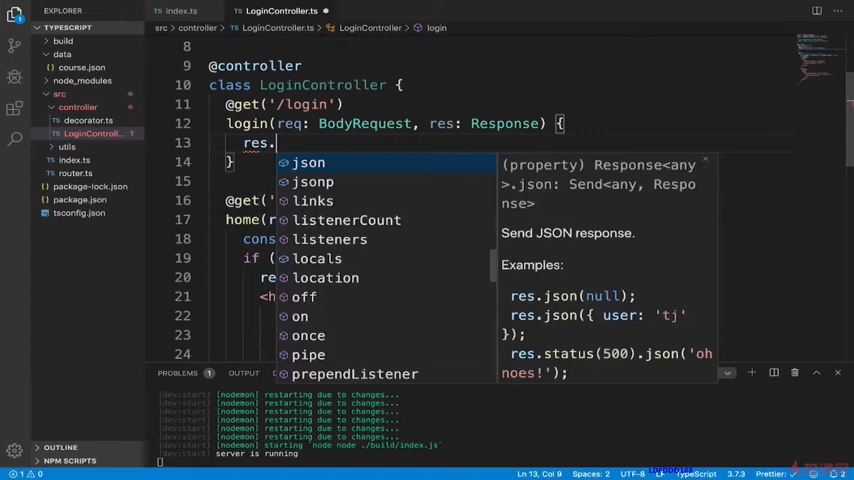 EXPLORER
index.ts
LoginController.ts
TYPESCRIPT
src > controller > LoginController.ts > LoginController > login
build
data
course.json
node_modules
src
controller
decorator.ts
LoginControll... 1
utils
index.ts
router.ts
package-lock.json
package.json
tsconfig.json
OUTLINE
NPM SCRIPTS
8
9 @controller
10 class LoginController {
11 @get('/login')
12 login(req: BodyRequest, res: Response) {
13 res.
14 }
15
16 @get('
17 home(r
18 cons
19 if (
20 re
21 <h
22
23
24
json
jsonp
links
listenerCount
listeners
locals
location
off
on
once
pipe
prependListener
(property) Response<any
>.json: Send<any, Respo
nse>
Send JSON response.
Examples:
res.json(null);
res.json({ user: 'tj'
});
res.status(500).json('oh
noes!');
PROBLEMS 1 OUTPUT
[dev:start] [nodemon] restarting due to changes...
[dev:start] [nodemon] restarting due to changes...
[dev:start] [nodemon] restarting due to changes...
[dev:start] [nodemon] restarting due to changes...
[dev:start] [nodemon] restarting due to changes...
[dev:start] [nodemon] starting `node node ./build/index.js`
[dev:start] server is running
1 0 Ln 13, Col 9 Spaces: 2 UTF-8 LF TypeScript 3.7.3 Prettier: ✓ 2